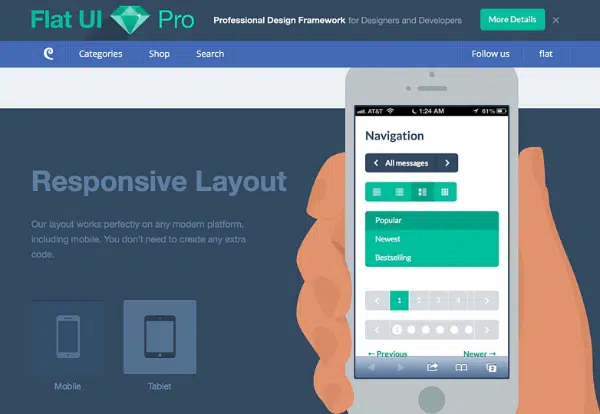 Flat UI Pro
Professional Design Framework for Designers and Developers
More Details
Categories
Shop
Search
Follow us
flat
AT&T
1:24 AM
81%
Navigation
All messages
Popular
Newest
Bestselling
1 2 3 4
1
← Previous
Newer →
2
Responsive Layout
Our layout works perfectly on any modern platform,
including mobile. You don't need to create any extra
code.
Mobile
Tablet